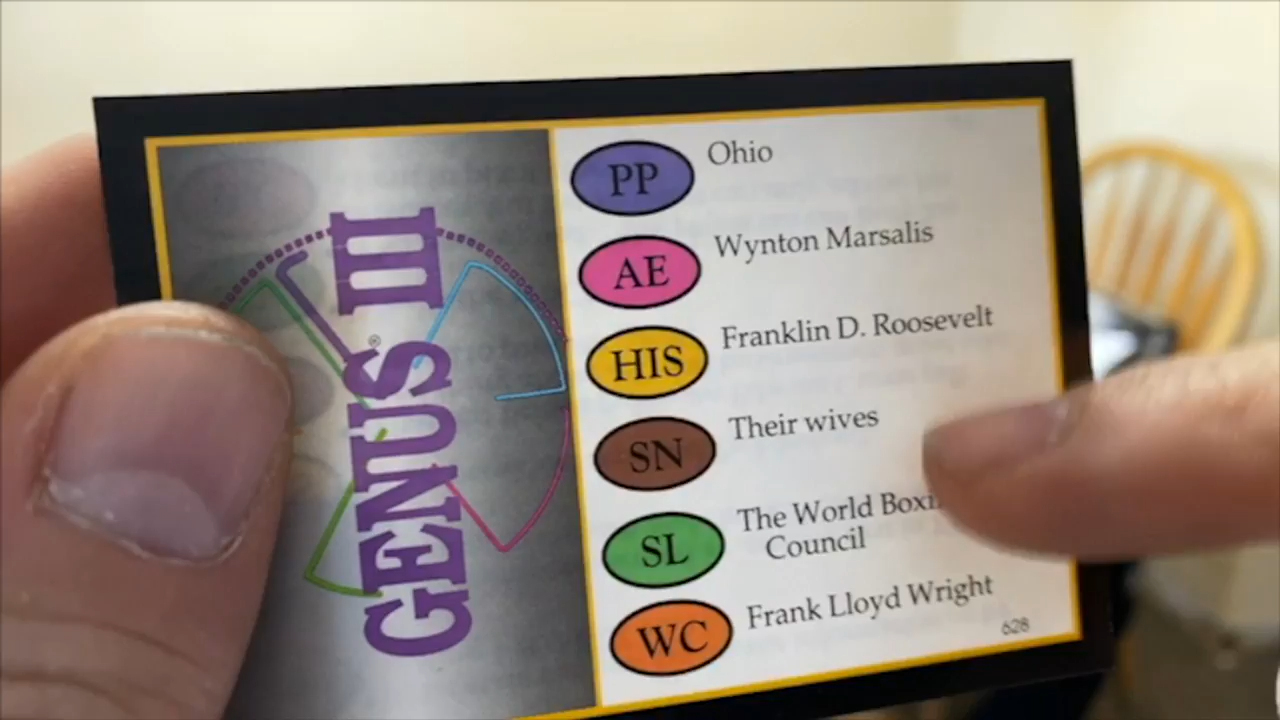 GENUS® III
PP Ohio
AE Wynton Marsalis
HIS Franklin D. Roosevelt
SN Their wives
SL The World
Council
WC Frank Lloyd Wright
628